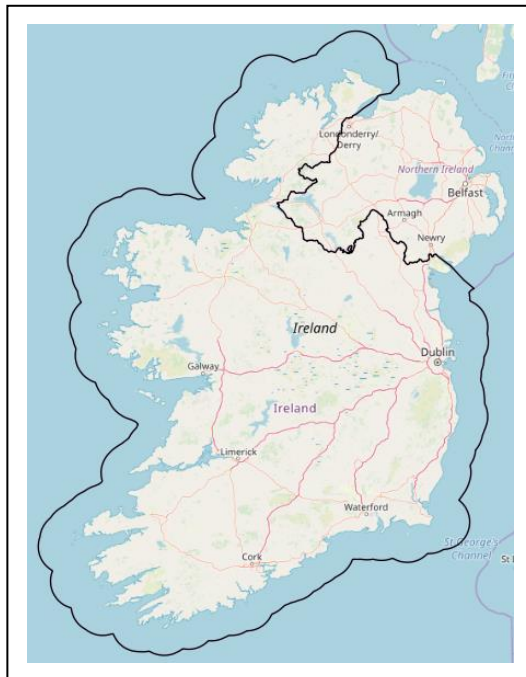 Londonderry/
Derry
Northern Ireland
Belfast
Armagh
Newry
Ireland
Dublin
Galway
Ireland
Limerick
Waterford
Cork
St George's
Channel